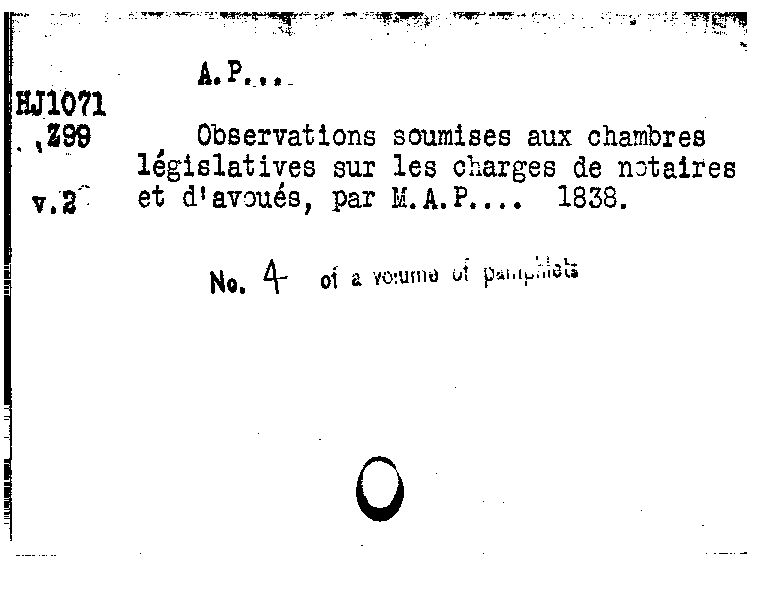 A.P...
HJ1071
.Z99
v.2
Observations soumises aux chambres
législatives sur les charges de notaires
et d'avoués, par M.A.P.... 1838.
No. 4 of a volume of pamphlets